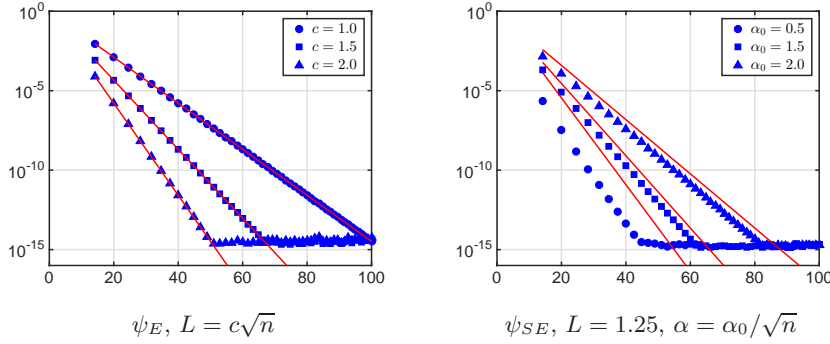 10^0
10^-5
10^-10
10^-15
0 20 40 60 80 100
c = 1.0
c = 1.5
c = 2.0
ψ_E, L = c√n
10^0
10^-5
10^-10
10^-15
0 20 40 60 80 100
α_0 = 0.5
α_0 = 1.5
α_0 = 2.0
ψ_SE, L = 1.25, α = α_0/√n